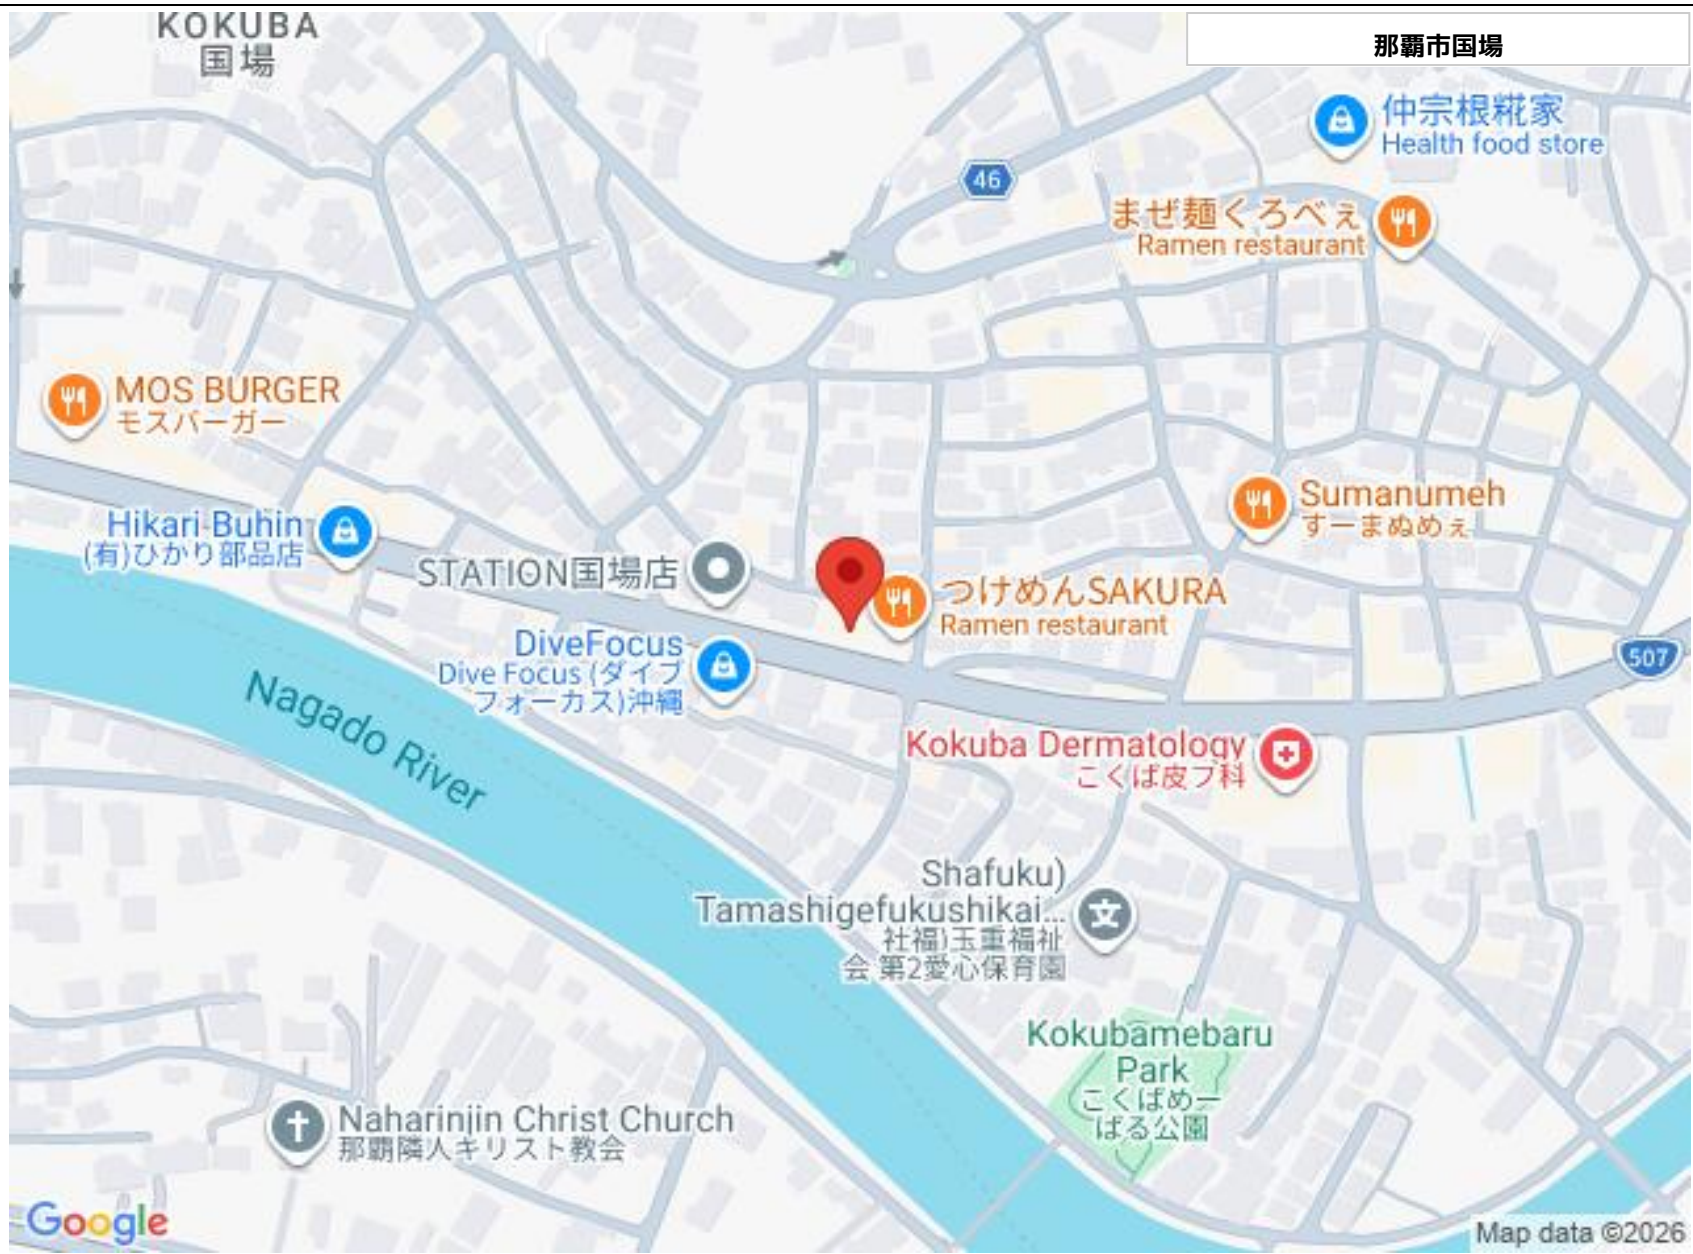 KOKUBA
国場
那覇市国場
仲宗根糀家
Health food store
46
まぜ麺くろべぇ
Ramen restaurant
MOS BURGER
モスバーガー
Sumanumeh
すーまぬめぇ
Hikari Buhin
(有)ひかり部品店
STATION国場店
つけめんSAKURA
Ramen restaurant
DiveFocus
Dive Focus (ダイブ
フォーカス)沖縄
507
Nagado River
Kokuba Dermatology
こくば皮フ科
Shafuku)
Tamashigefukushikai...
社福)玉重福祉
会 第2愛心保育園
Kokubamebaru
Park
こくばめー
ばる公園
Naharinjin Christ Church
那覇隣人キリスト教会
Google
Map data ©2026